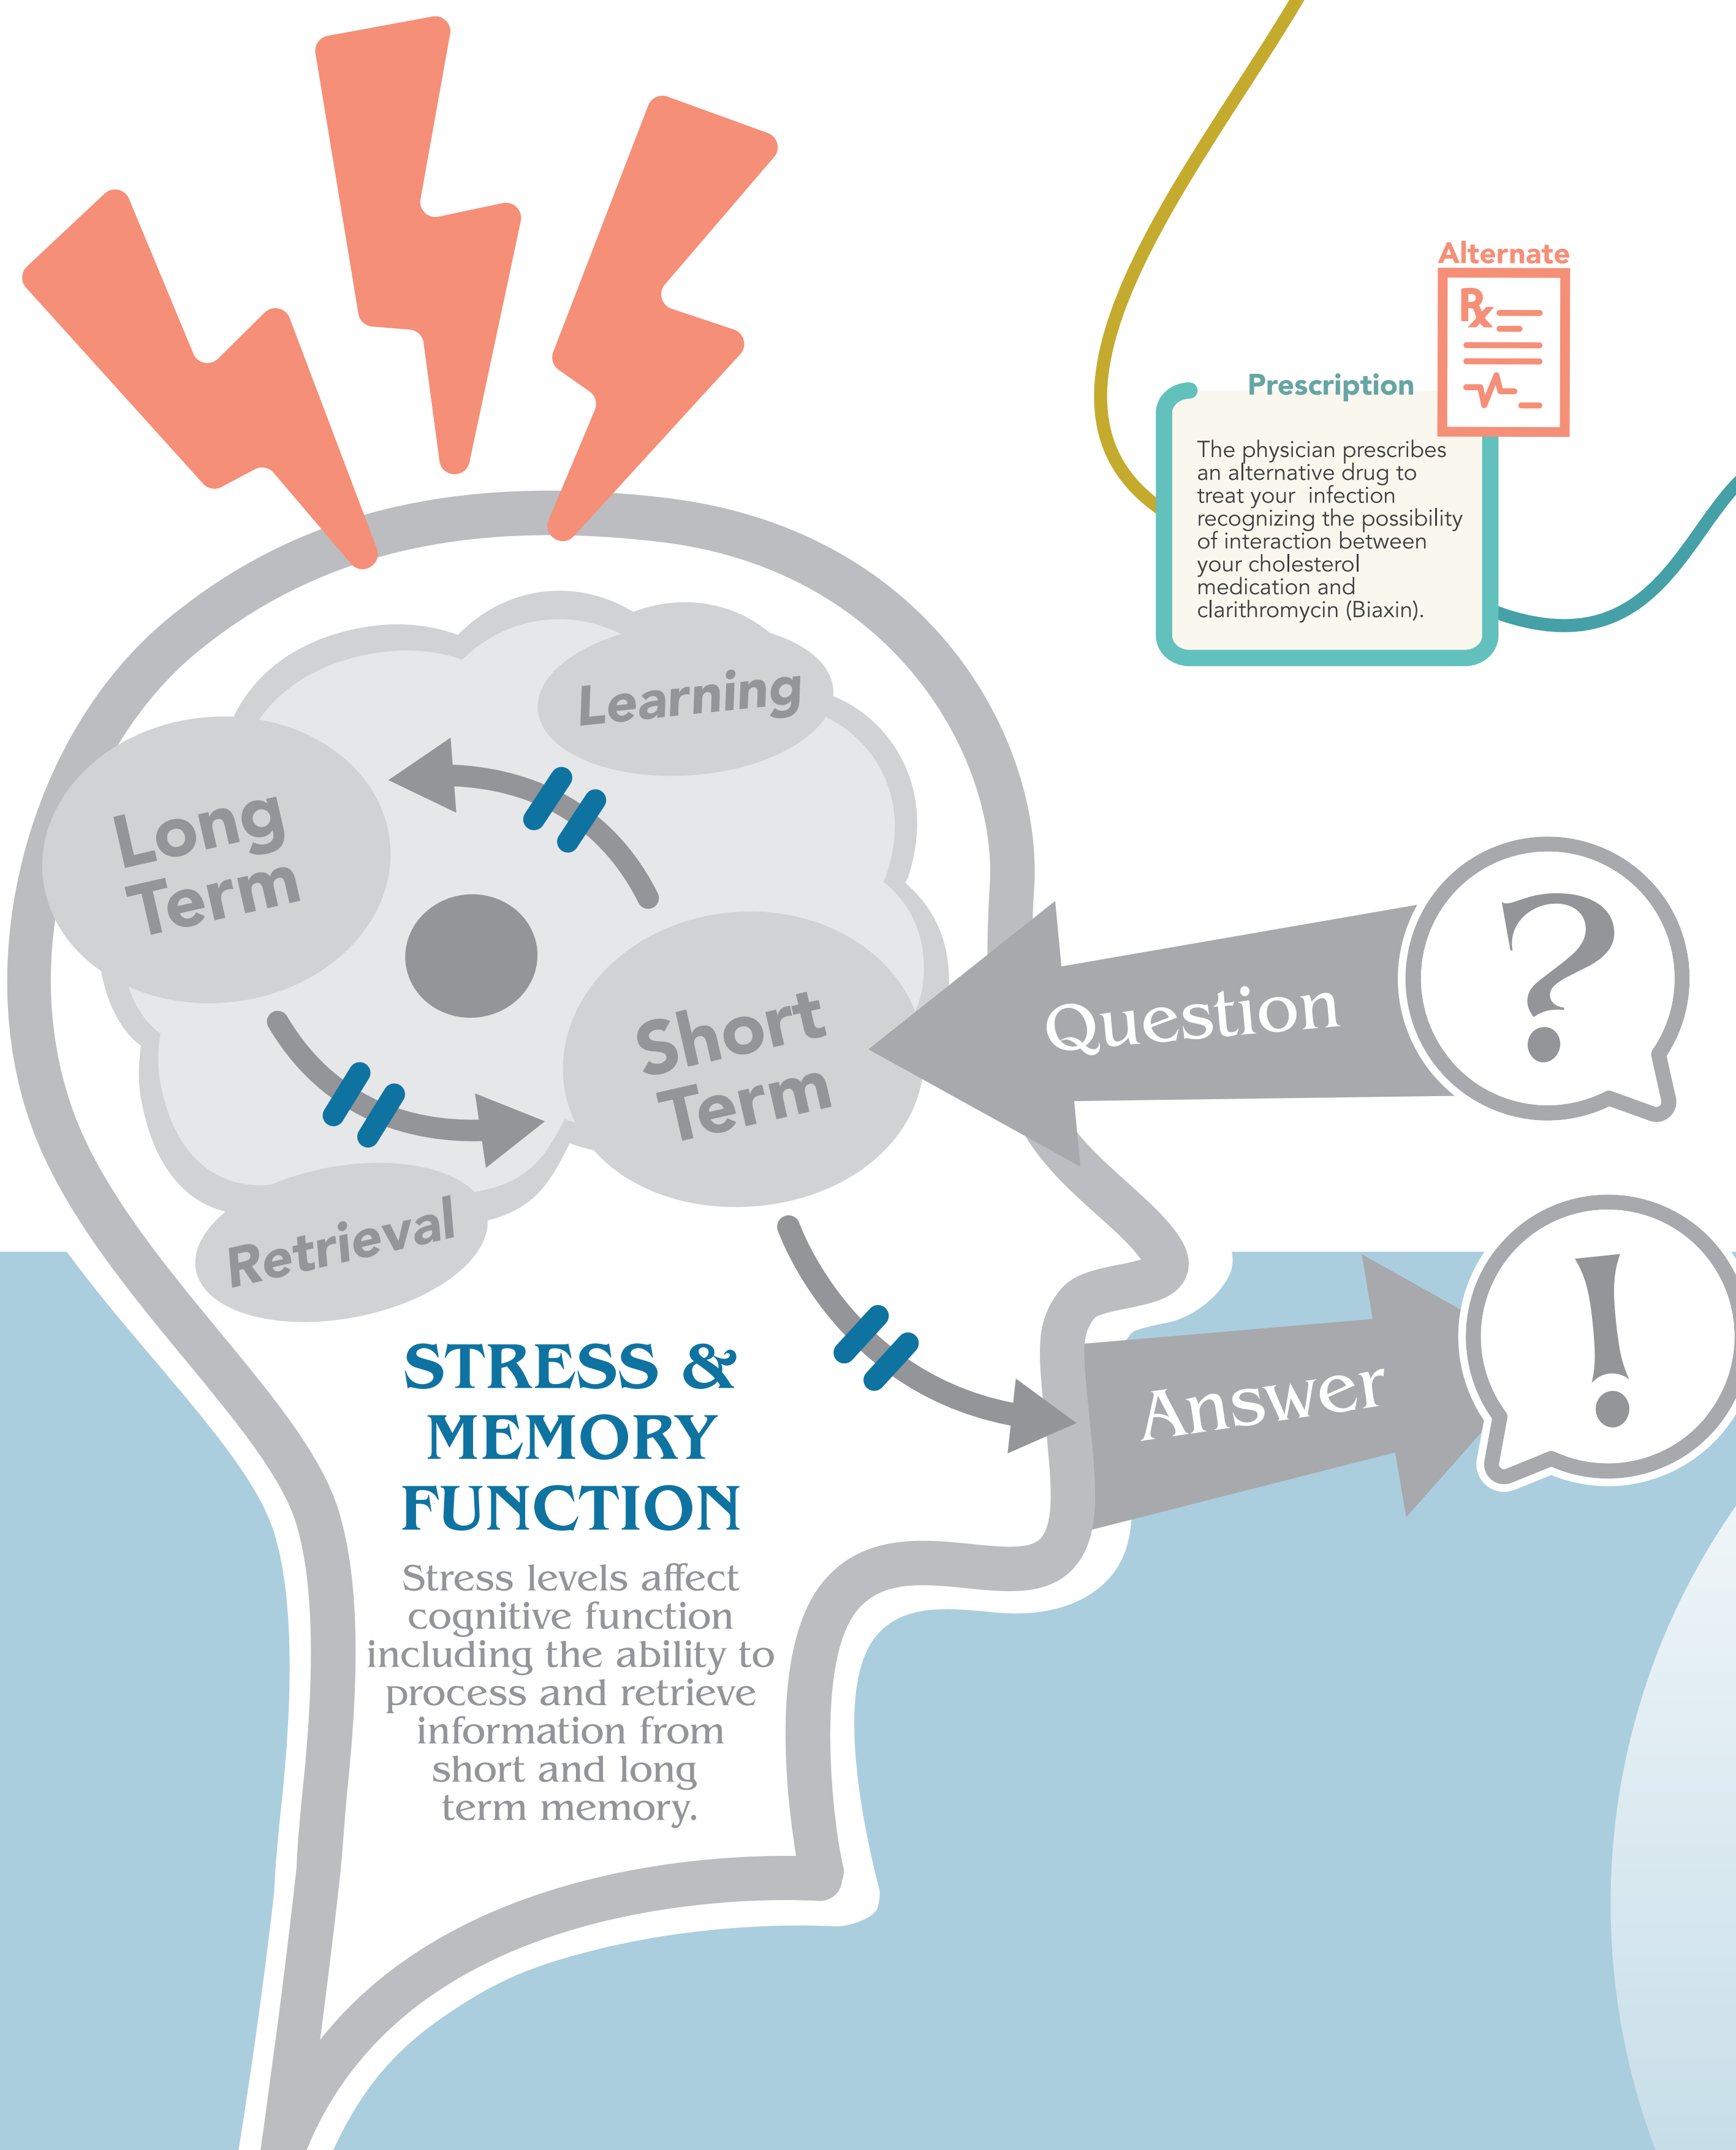 Alternate
Rx
Prescription
The physician prescribes
an alternative drug to
treat your infection
recognizing the possibility
of interaction between
your cholesterol
medication and
clarithromycin (Biaxin).
Learning
Long
Term
Short
Term
Retrieval
Question
?
Answer
!
STRESS &
MEMORY
FUNCTION
Stress levels affect
cognitive function
including the ability to
process and retrieve
information from
short and long
term memory.